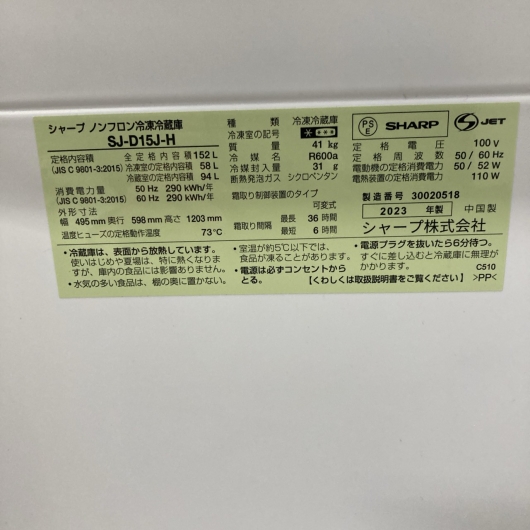 シャープ ノンフロン冷凍冷蔵庫
SJ-D15J-H
定格内容積 全定格内容積 152 L
(JIS C 9801-3:2015) 冷凍室の定格内容積 58 L
冷蔵室の定格内容積 94 L
消費電力量 50 Hz 290 kWh/年
(JIS C 9801-3:2015) 60 Hz 290 kWh/年
外形寸法
幅 495mm 奥行 598mm 高さ 1203mm
温度ヒューズの定格動作温度 73℃
種類 冷凍冷蔵庫
冷凍室の記号
質量 41 kg
冷媒名 R600a
冷媒封入量 31 g
断熱発泡ガス シクロペンタン
霜取り制御装置のタイプ
可変式
霜取り間隔 最長 36 時間
最短 6 時間
PS
E
SHARP
JET
定格電圧 100 V
定格周波数 50 / 60 Hz
電動機の定格消費電力 50 / 52 W
電熱装置の定格消費電力 110 W
製造番号 30020518
2023 年製 中国製
シャープ株式会社
・冷蔵庫は、表面から放熱しています。
使いはじめや夏場は、特に熱くなりま
すが、庫内の食品には影響ありません。
・水気の多い食品は、棚の奥に置かない。
・室温が約5℃以下では、
食品が凍ることがあります。
・電源は必ずコンセントから
とる。
・電源プラグを抜いたら6分待つ。
すぐに差し込むと冷蔵庫に無理が
かかります。
C510
【くわしくは取扱説明書をご覧ください】 >PP<